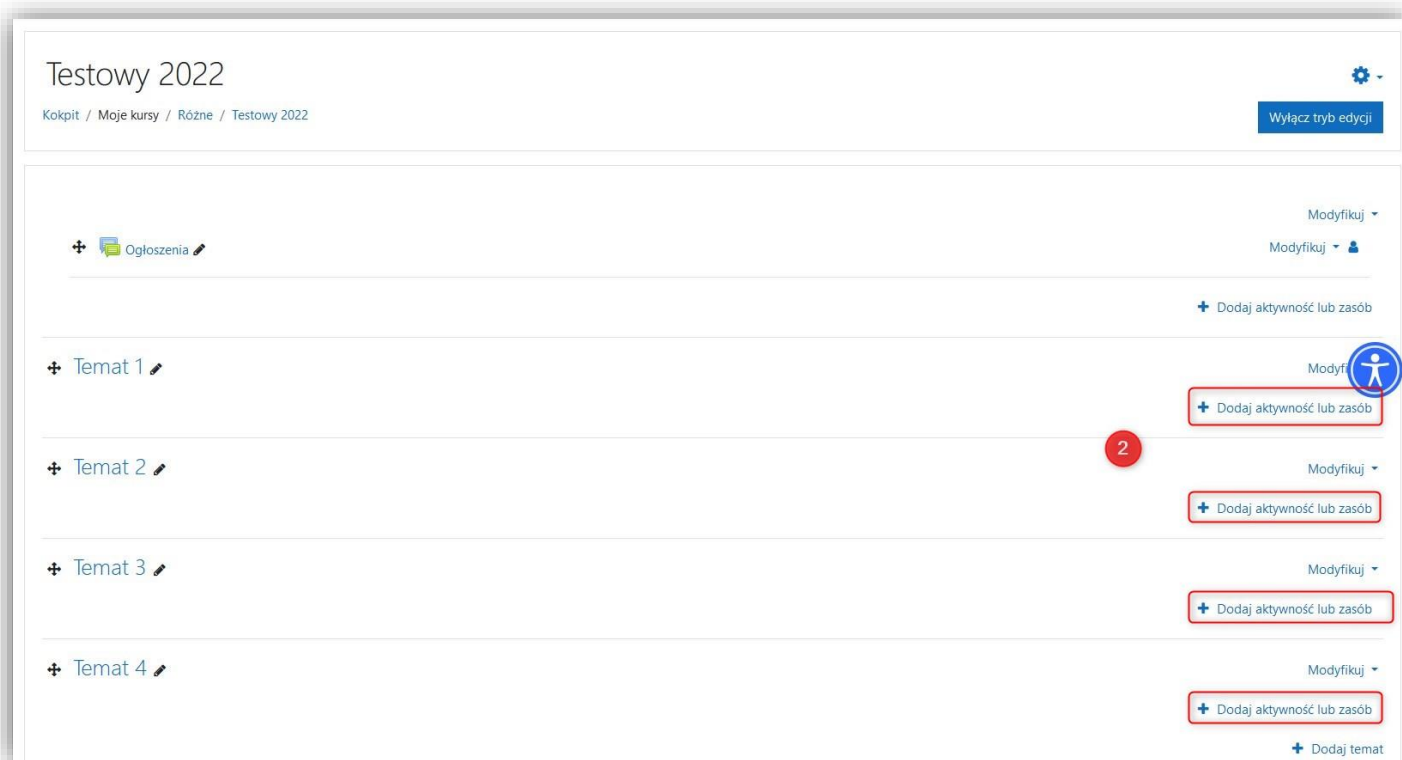 Testowy 2022
Kokpit / Moje kursy / Różne / Testowy 2022
Wyłącz tryb edycji
Modyfikuj
Ogłoszenia
Modyfikuj
Dodaj aktywność lub zasób
Temat 1
Modyfi
Dodaj aktywność lub zasób
2
Temat 2
Modyfikuj
Dodaj aktywność lub zasób
Temat 3
Modyfikuj
Dodaj aktywność lub zasób
Temat 4
Modyfikuj
Dodaj aktywność lub zasób
Dodaj temat